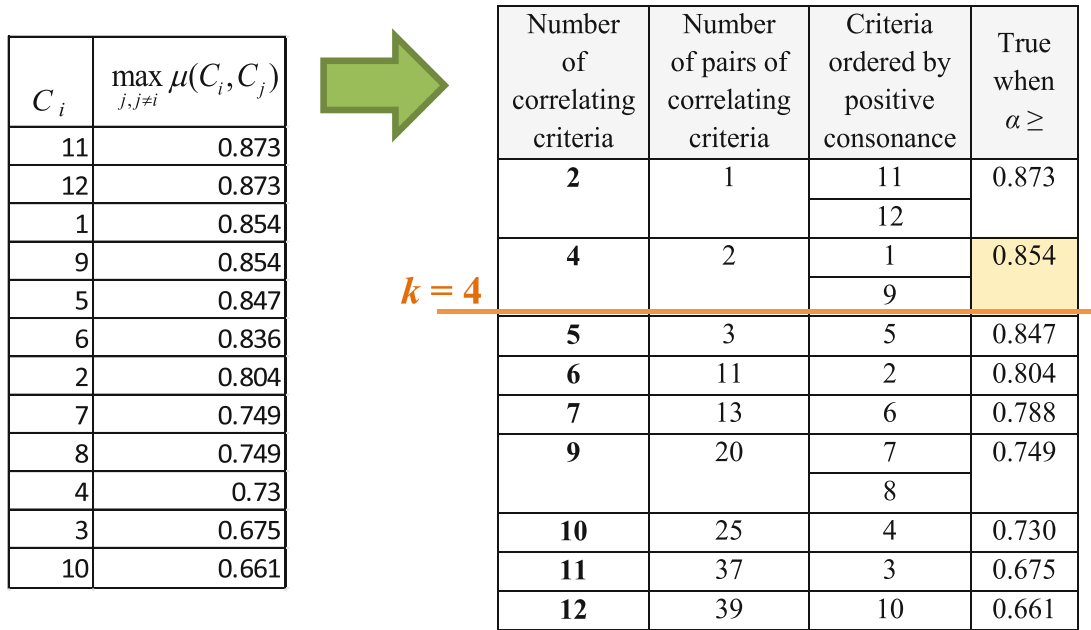 C i max μ(C i , C j )
j, j≠i
11 0.873
12 0.873
1 0.854
9 0.854
5 0.847
6 0.836
2 0.804
7 0.749
8 0.749
4 0.73
3 0.675
10 0.661
k = 4
Number Number Criteria True
of of pairs of ordered by when
correlating correlating positive α ≥
criteria criteria consonance
2 1 11 0.873
12
4 2 1 0.854
9
5 3 5 0.847
6 11 2 0.804
7 13 6 0.788
9 20 7 0.749
8
10 25 4 0.730
11 37 3 0.675
12 39 10 0.661